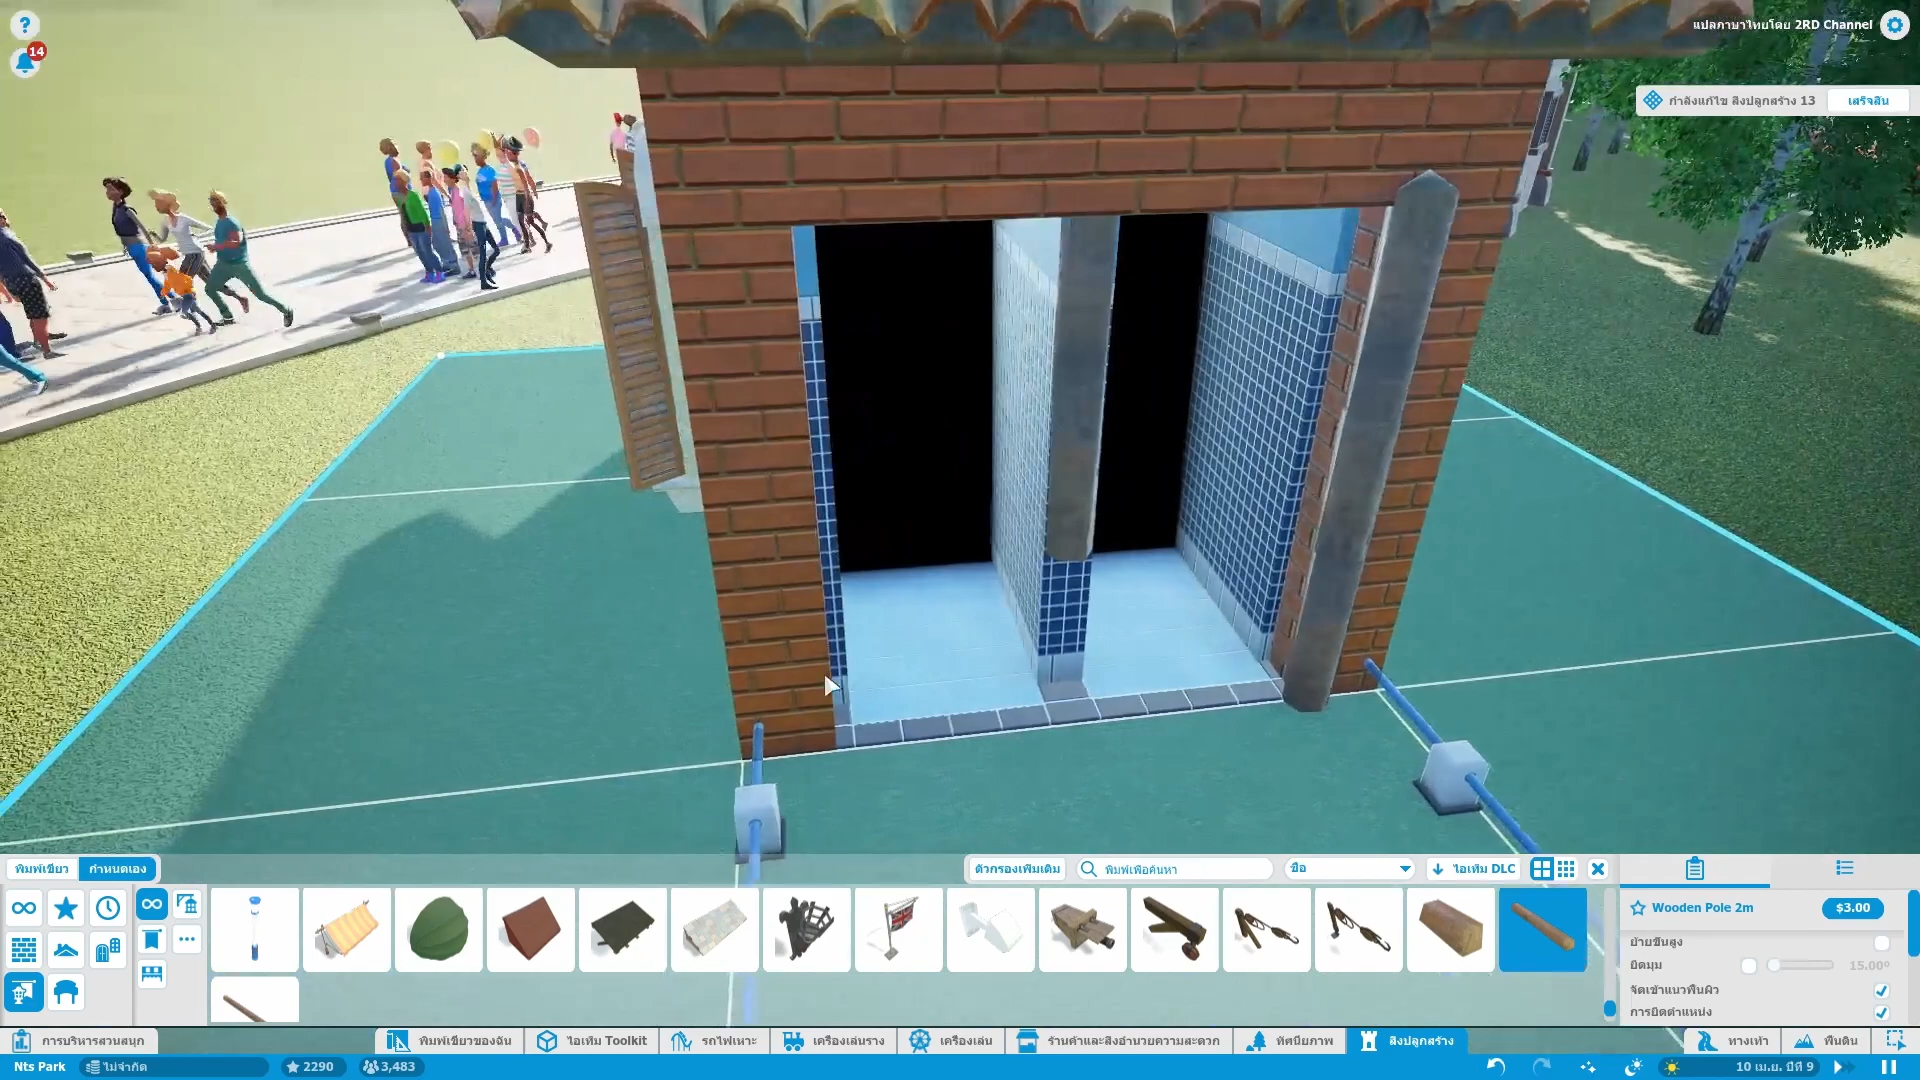 ?
14
แปลภาษาไทยโดย 2RD Channel
กำลังแก้ไข สิ่งปลูกสร้าง 13
เสร็จสิ้น
พิมพ์เขียว
กำหนดเอง
ตัวกรองเพิ่มเติม
พิมพ์เพื่อค้นหา
ชื่อ
ไอเท็ม DLC
Wooden Pole 2m
$3.00
ย้ายขั้นสูง
ยึดมุม
15.00º
จัดเข้าแนวพื้นผิว
การยึดตำแหน่ง
การบริหารสวนสนุก
พิมพ์เขียวของฉัน
ไอเท็ม Toolkit
รถไฟเหาะ
เครื่องเล่นราง
เครื่องเล่น
ร้านค้าและสิ่งอำนวยความสะดวก
ทัศนียภาพ
สิ่งปลูกสร้าง
ทางเท้า
พื้นดิน
Nts Park
ไม่จำกัด
2290
3,483
10 เม.ย. ปีที่ 9